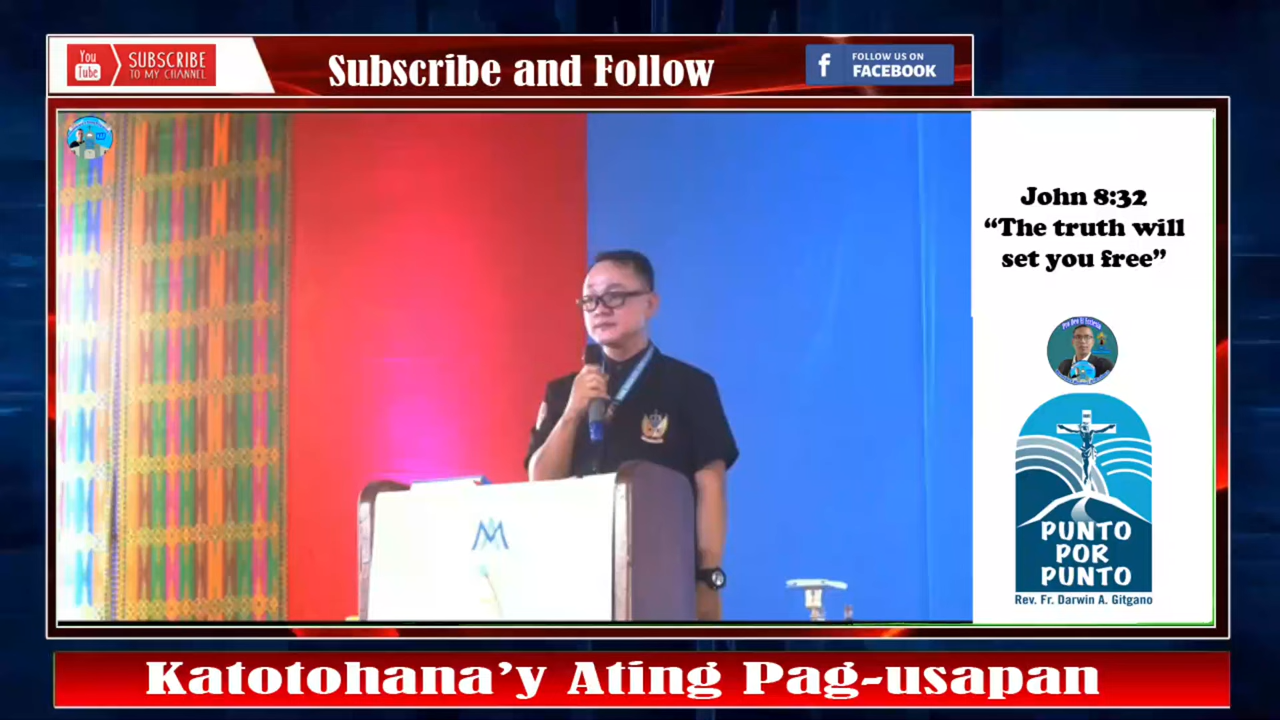 You
Tube
SUBSCRIBE
TO MY CHANNEL
Subscribe and Follow
f
FOLLOW US ON
FACEBOOK
John 8:32
“The truth will
set you free”
PUNTO
POR
PUNTO
Rev. Fr. Darwin A. Gitgano
Katotohana’y Ating Pag-usapan